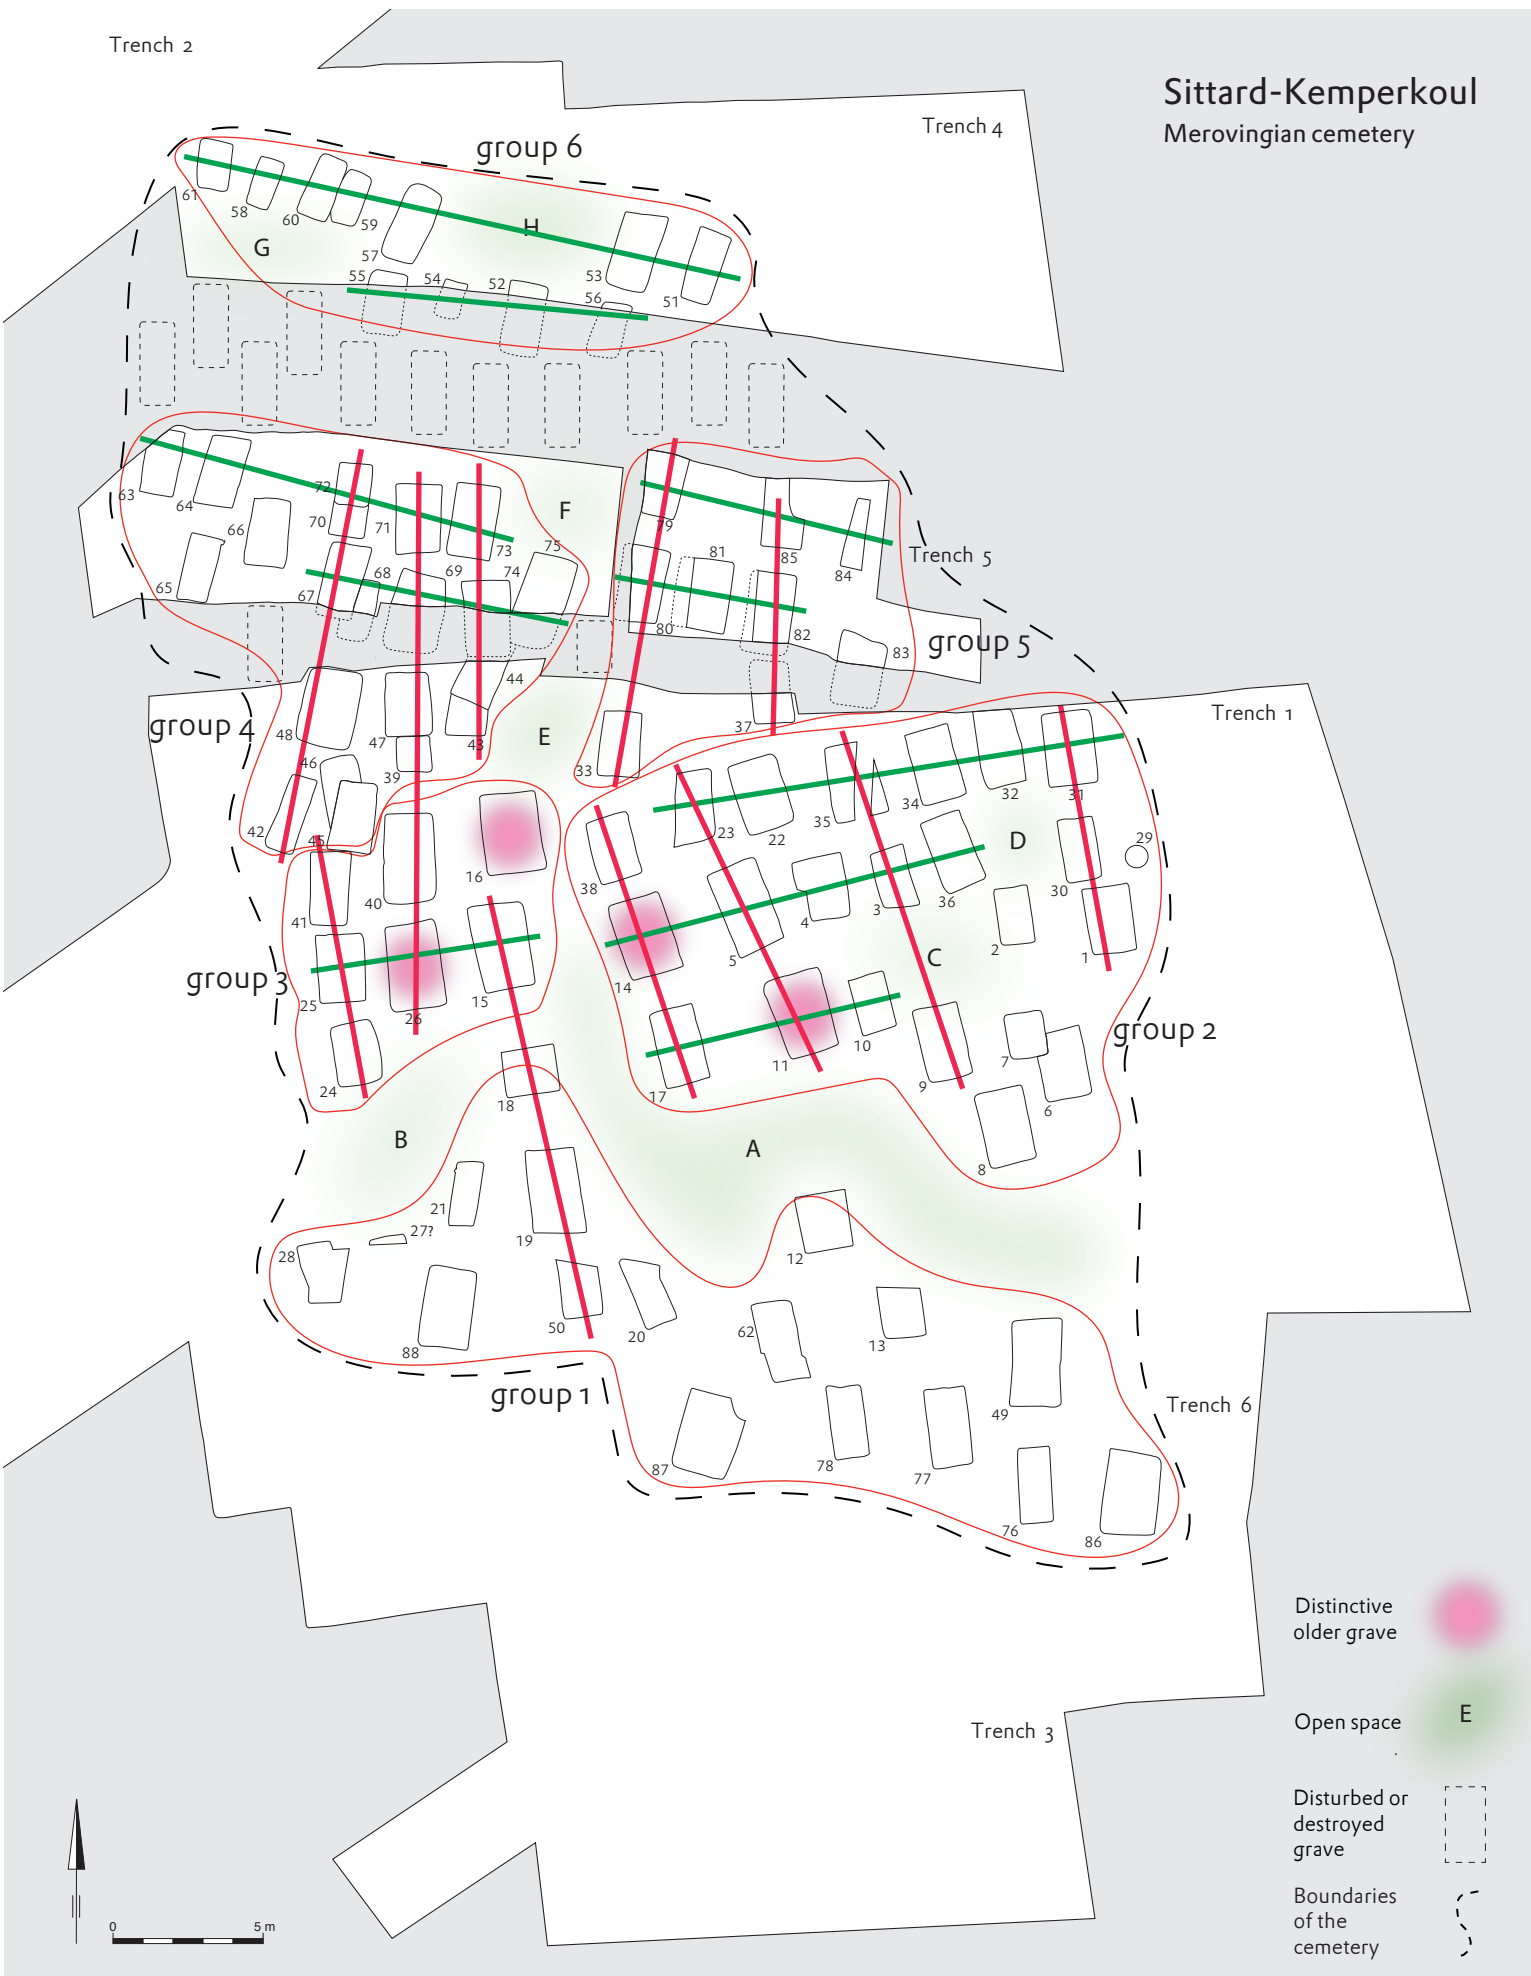 Trench 2
Sittard-Kemperkoul
Merovingian cemetery
Trench 4
group 6
61
58
60
59
57
G
H
53
51
55
54
52
56
63
64
66
65
72
70
71
73
F
75
74
67
68
69
79
81
85
84
Trench 5
80
82
83
group 5
44
group 4
48
47
43
E
37
33
Trench 1
46
39
42
45
16
38
23
22
35
34
32
31
D
29
30
41
40
4
3
36
2
1
group 3
25
26
15
14
5
C
group 2
24
18
17
11
10
9
7
6
8
B
A
21
27?
28
19
12
50
20
62
13
88
group 1
49
Trench 6
87
78
77
76
86
Distinctive
older grave
Open space
E
Trench 3
Disturbed or
destroyed
grave
Boundaries
of the
cemetery
0
5 m